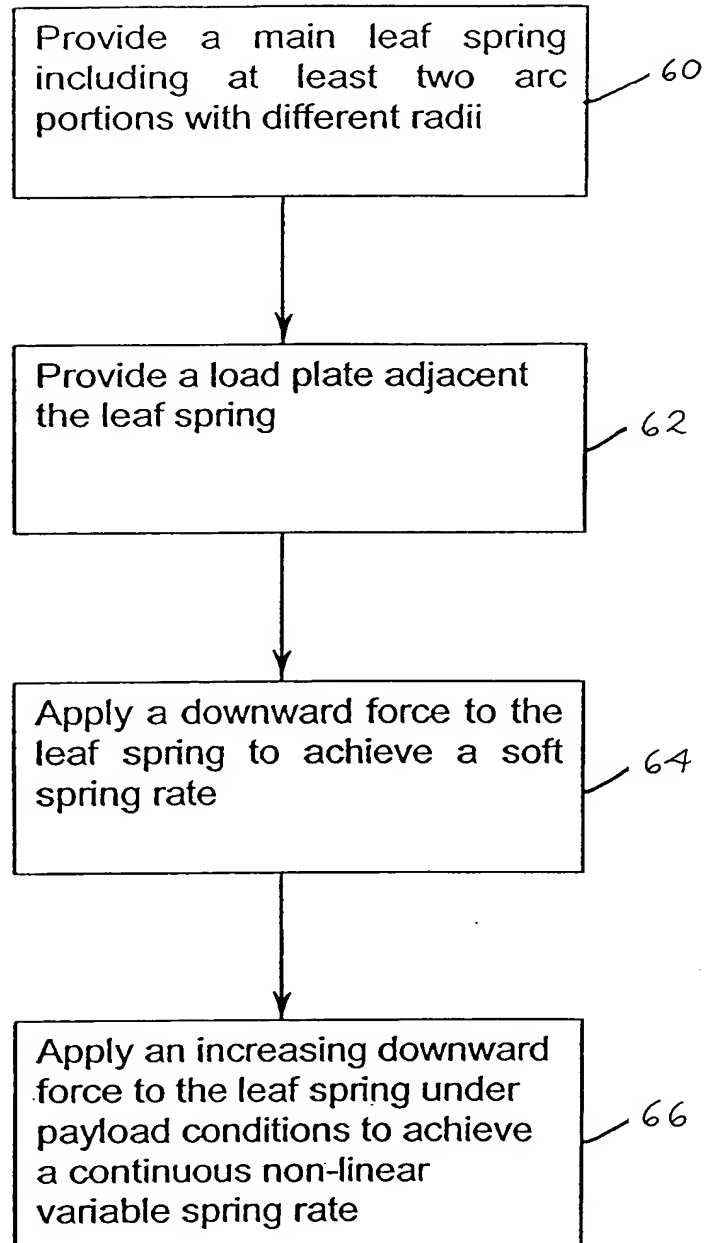 Provide a main leaf spring
including at least two arc
portions with different radii
60
Provide a load plate adjacent
the leaf spring
62
Apply a downward force to the
leaf spring to achieve a soft
spring rate
64
Apply an increasing downward
force to the leaf spring under
payload conditions to achieve
a continuous non-linear
variable spring rate
66